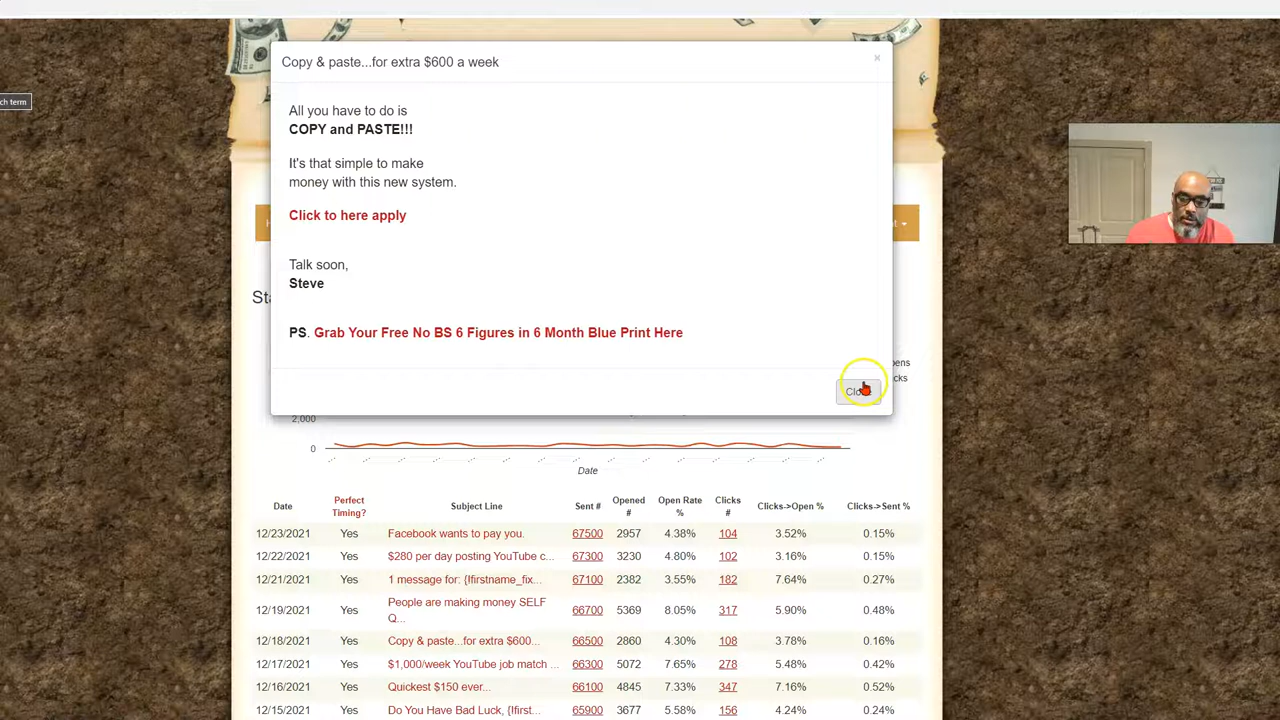 Copy & paste...for extra $600 a week
×
ch term
All you have to do is
COPY and PASTE!!!
It's that simple to make
money with this new system.
Click to here apply
Talk soon,
Steve
PS. Grab Your Free No BS 6 Figures in 6 Month Blue Print Here
2,000
0
Date
Date Perfect Timing? Subject Line Sent # Opened # Open Rate % Clicks # Clicks->Open % Clicks->Sent %
12/23/2021 Yes Facebook wants to pay you. 67500 2957 4.38% 104 3.52% 0.15%
12/22/2021 Yes $280 per day posting YouTube c... 67300 3230 4.80% 102 3.16% 0.15%
12/21/2021 Yes 1 message for: {!firstname_fix... 67100 2382 3.55% 182 7.64% 0.27%
12/19/2021 Yes People are making money SELF Q... 66700 5369 8.05% 317 5.90% 0.48%
12/18/2021 Yes Copy & paste...for extra $600... 66500 2860 4.30% 108 3.78% 0.16%
12/17/2021 Yes $1,000/week YouTube job match ... 66300 5072 7.65% 278 5.48% 0.42%
12/16/2021 Yes Quickest $150 ever... 66100 4845 7.33% 347 7.16% 0.52%
12/15/2021 Yes Do You Have Bad Luck, {!first... 65900 3677 5.58% 156 4.24% 0.24%